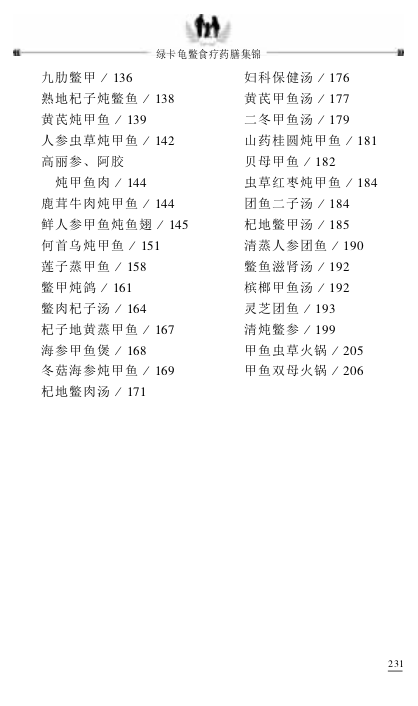 绿卡龟鳖食疗药膳集锦
九肋鳖甲 / 136
熟地杞子炖鳖鱼 / 138
黄芪炖甲鱼 / 139
人参虫草炖甲鱼 / 142
高丽参、阿胶
炖甲鱼肉 / 144
鹿茸牛肉炖甲鱼 / 144
鲜人参甲鱼炖鱼翅 / 145
何首乌炖甲鱼 / 151
莲子蒸甲鱼 / 158
鳖甲炖鸽 / 161
鳖肉杞子汤 / 164
杞子地黄蒸甲鱼 / 167
海参甲鱼煲 / 168
冬菇海参炖甲鱼 / 169
杞地鳖肉汤 / 171
妇科保健汤 / 176
黄芪甲鱼汤 / 177
二冬甲鱼汤 / 179
山药桂圆炖甲鱼 / 181
贝母甲鱼 / 182
虫草红枣炖甲鱼 / 184
团鱼二子汤 / 184
杞地鳖甲汤 / 185
清蒸人参团鱼 / 190
鳖鱼滋肾汤 / 192
槟榔甲鱼汤 / 192
灵芝团鱼 / 193
清炖鳖参 / 199
甲鱼虫草火锅 / 205
甲鱼双母火锅 / 206
231